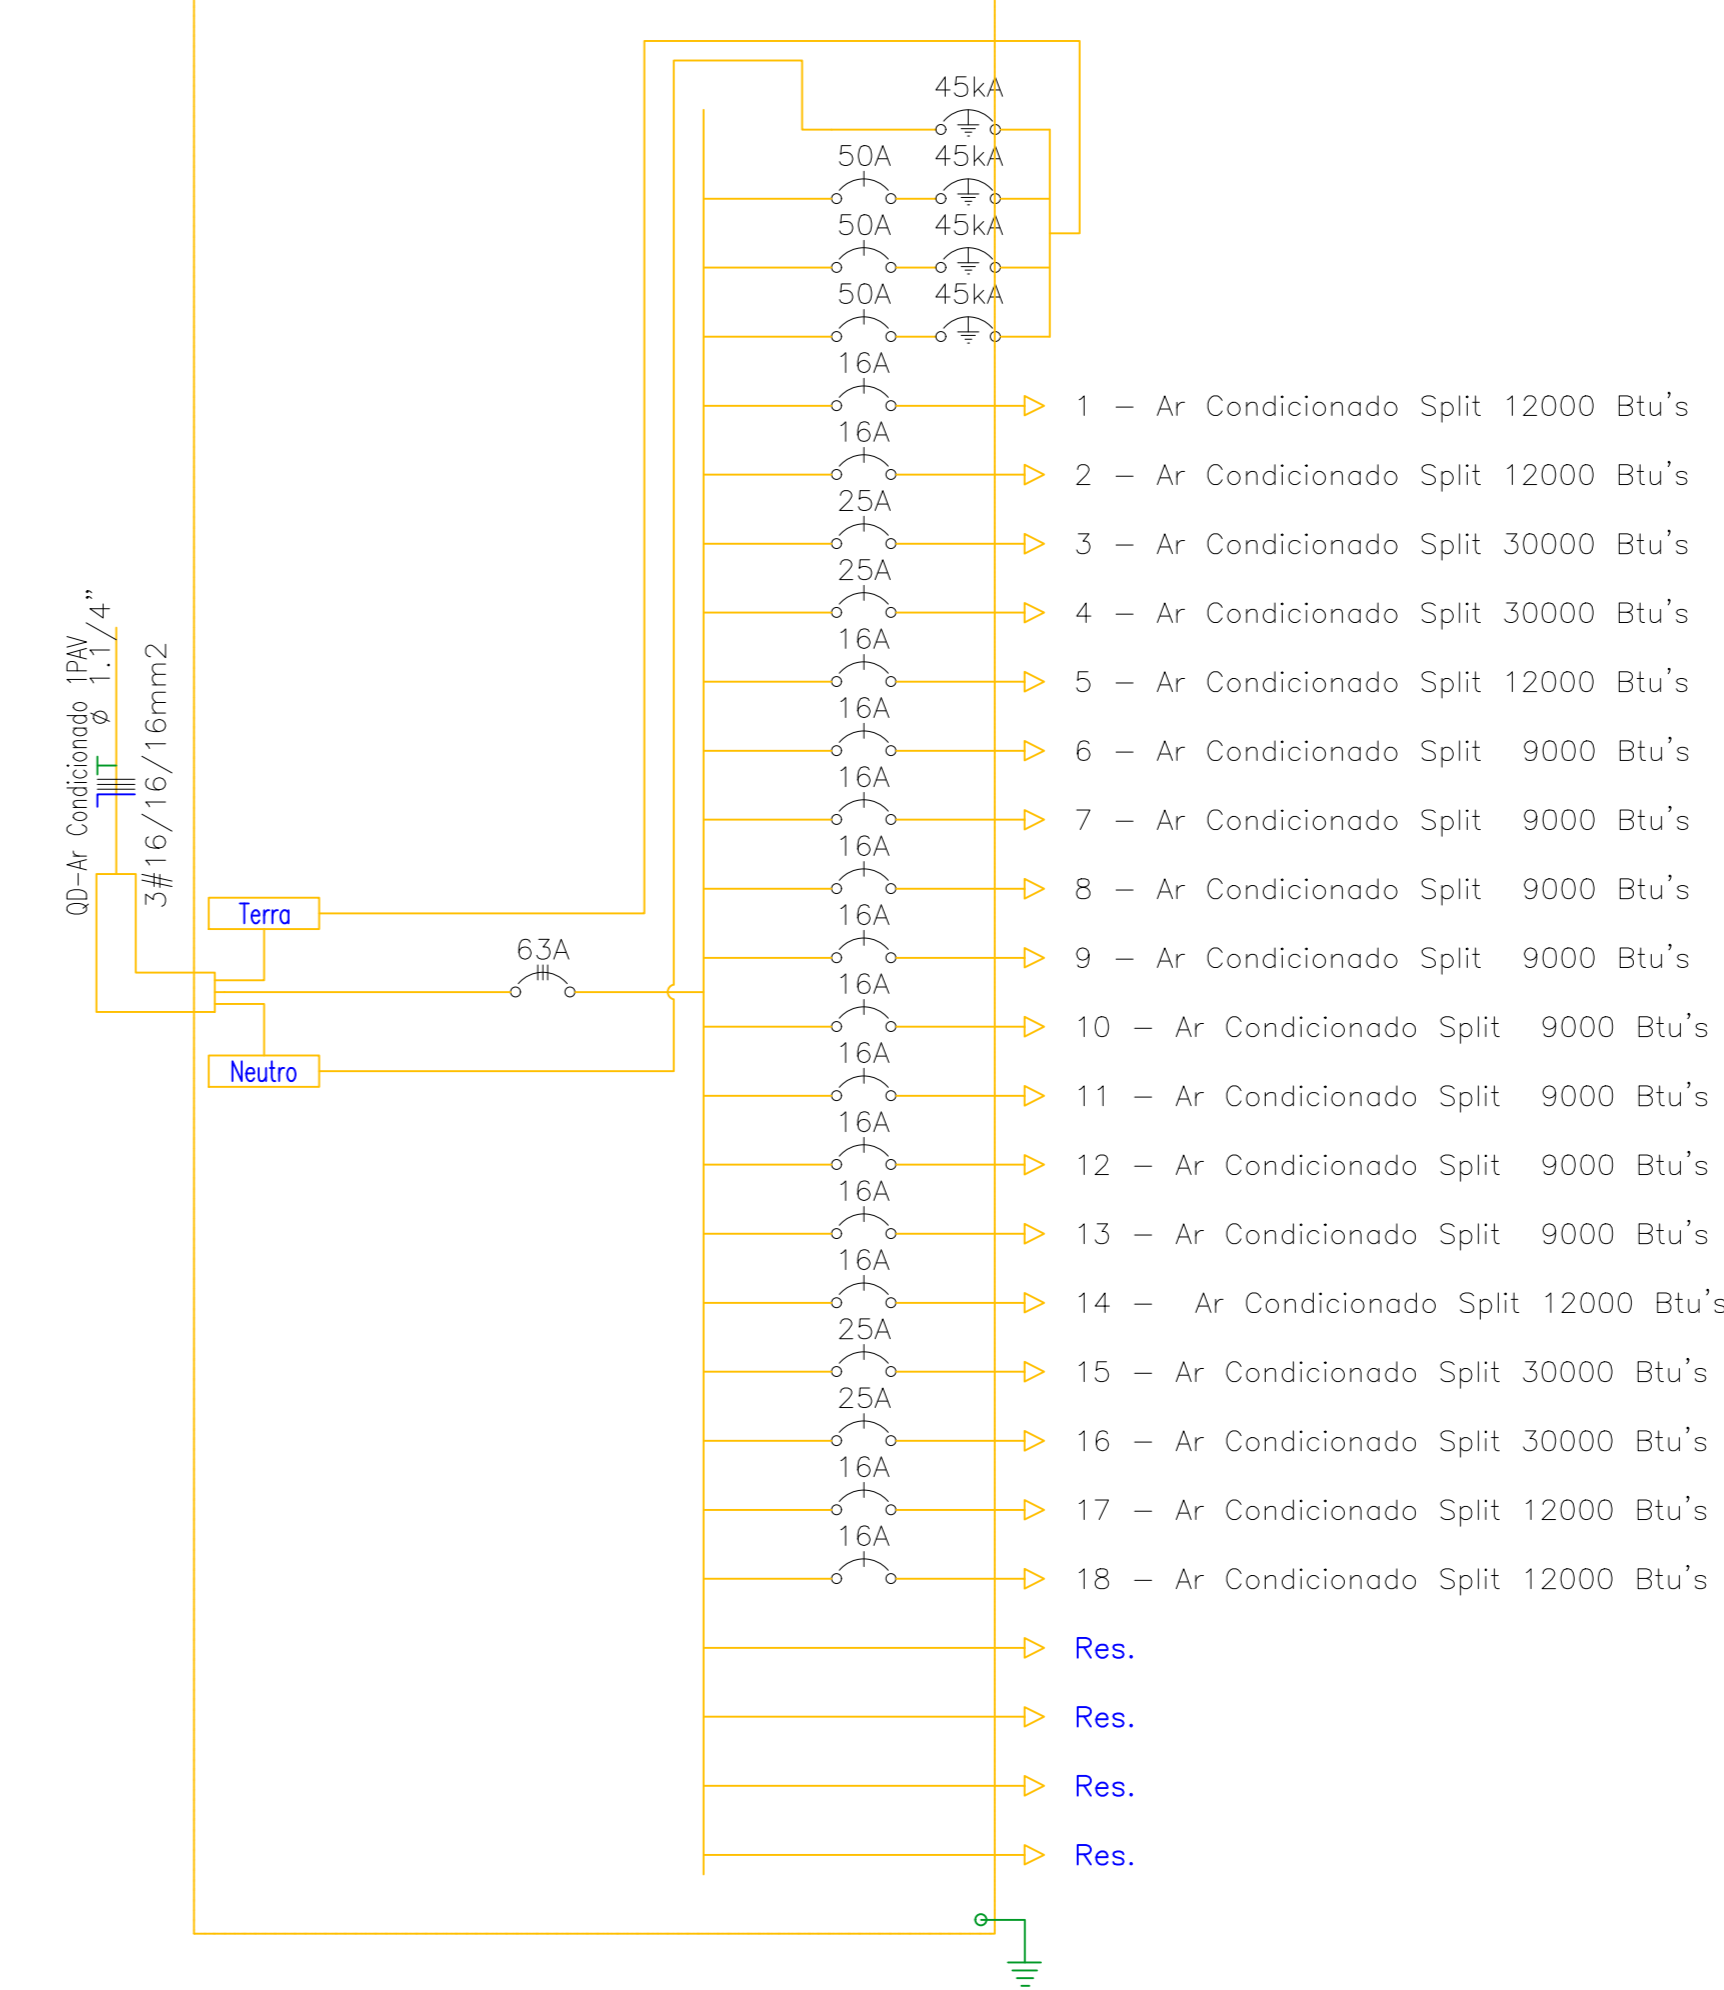 45kA
50A 45kA
50A 45kA
50A 45kA
16A
1 - Ar Condicionado Split 12000 Btu's
16A
2 - Ar Condicionado Split 12000 Btu's
25A
3 - Ar Condicionado Split 30000 Btu's
25A
4 - Ar Condicionado Split 30000 Btu's
16A
5 - Ar Condicionado Split 12000 Btu's
16A
6 - Ar Condicionado Split 9000 Btu's
16A
7 - Ar Condicionado Split 9000 Btu's
16A
8 - Ar Condicionado Split 9000 Btu's
16A
9 - Ar Condicionado Split 9000 Btu's
16A
10 - Ar Condicionado Split 9000 Btu's
16A
11 - Ar Condicionado Split 9000 Btu's
16A
12 - Ar Condicionado Split 9000 Btu's
16A
13 - Ar Condicionado Split 9000 Btu's
16A
14 - Ar Condicionado Split 12000 Btu's
25A
15 - Ar Condicionado Split 30000 Btu's
25A
16 - Ar Condicionado Split 30000 Btu's
16A
17 - Ar Condicionado Split 12000 Btu's
16A
18 - Ar Condicionado Split 12000 Btu's
Res.
Res.
Res.
Res.
QD-Ar Condicionado 1PAV
ø 1.1/4"
3#16/16/16mm2
Terra
63A
Neutro